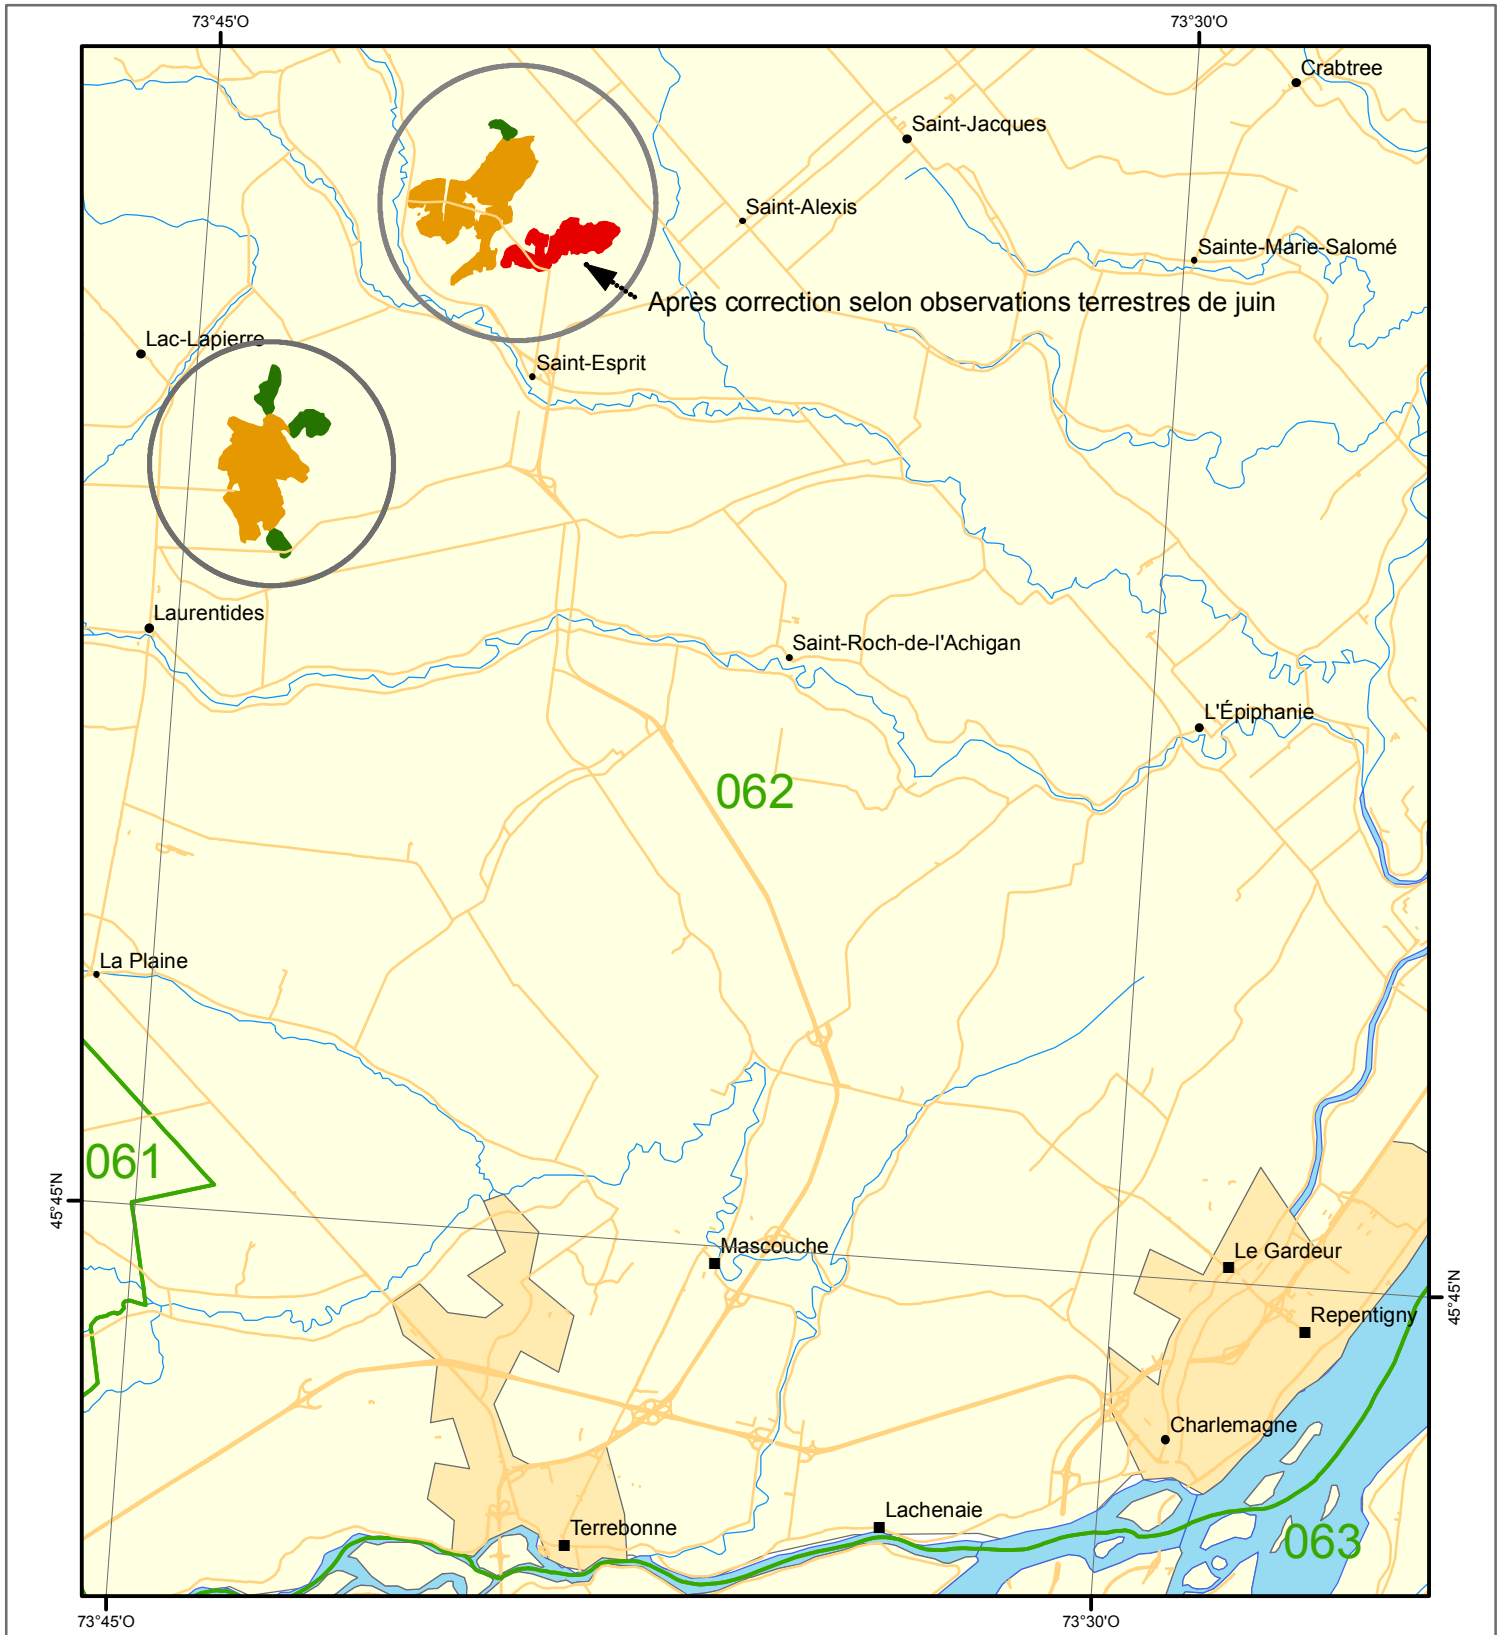 73°45'O
73°30'O
Crabtree
Saint-Jacques
Saint-Alexis
Sainte-Marie-Salomé
Après correction selon observations terrestres de juin
Lac-Lapierre
Saint-Esprit
Laurentides
Saint-Roch-de-l'Achigan
L'Épiphanie
062
La Plaine
061
45°45'N
Mascouche
Le Gardeur
45°45'N
Repentigny
Charlemagne
Lachenaie
Terrebonne
063
73°45'O
73°30'O